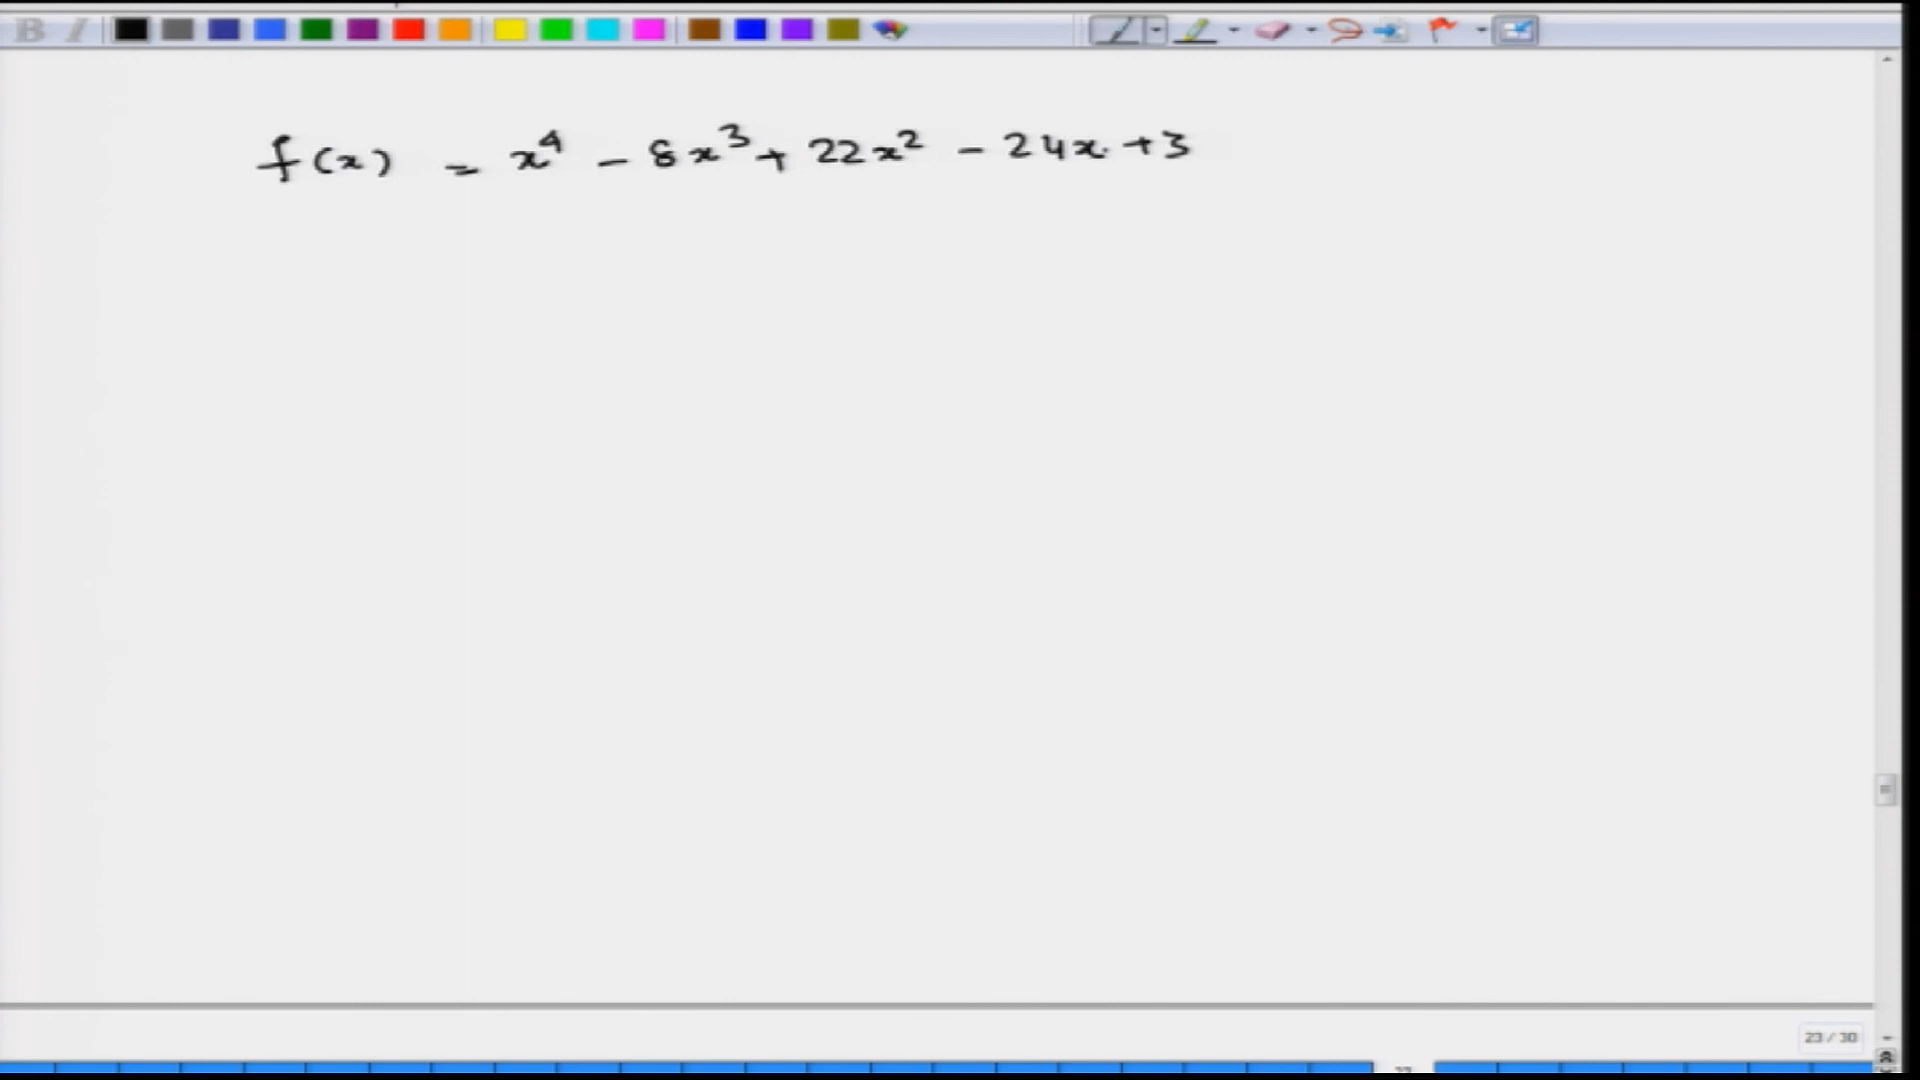 B I
f(x) = x⁴ - 8x³ + 22x² - 24x + 3
23 / 30